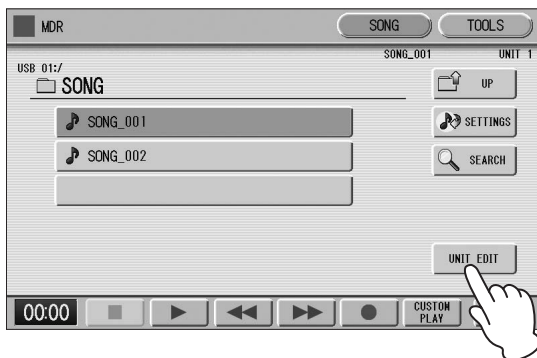 MDR SONG TOOLS
SONG_001 UNIT 1
USB 01:/
SONG
UP
SONG_001
SETTINGS
SONG_002
SEARCH
UNIT EDIT
00:00
CUSTOM
PLAY